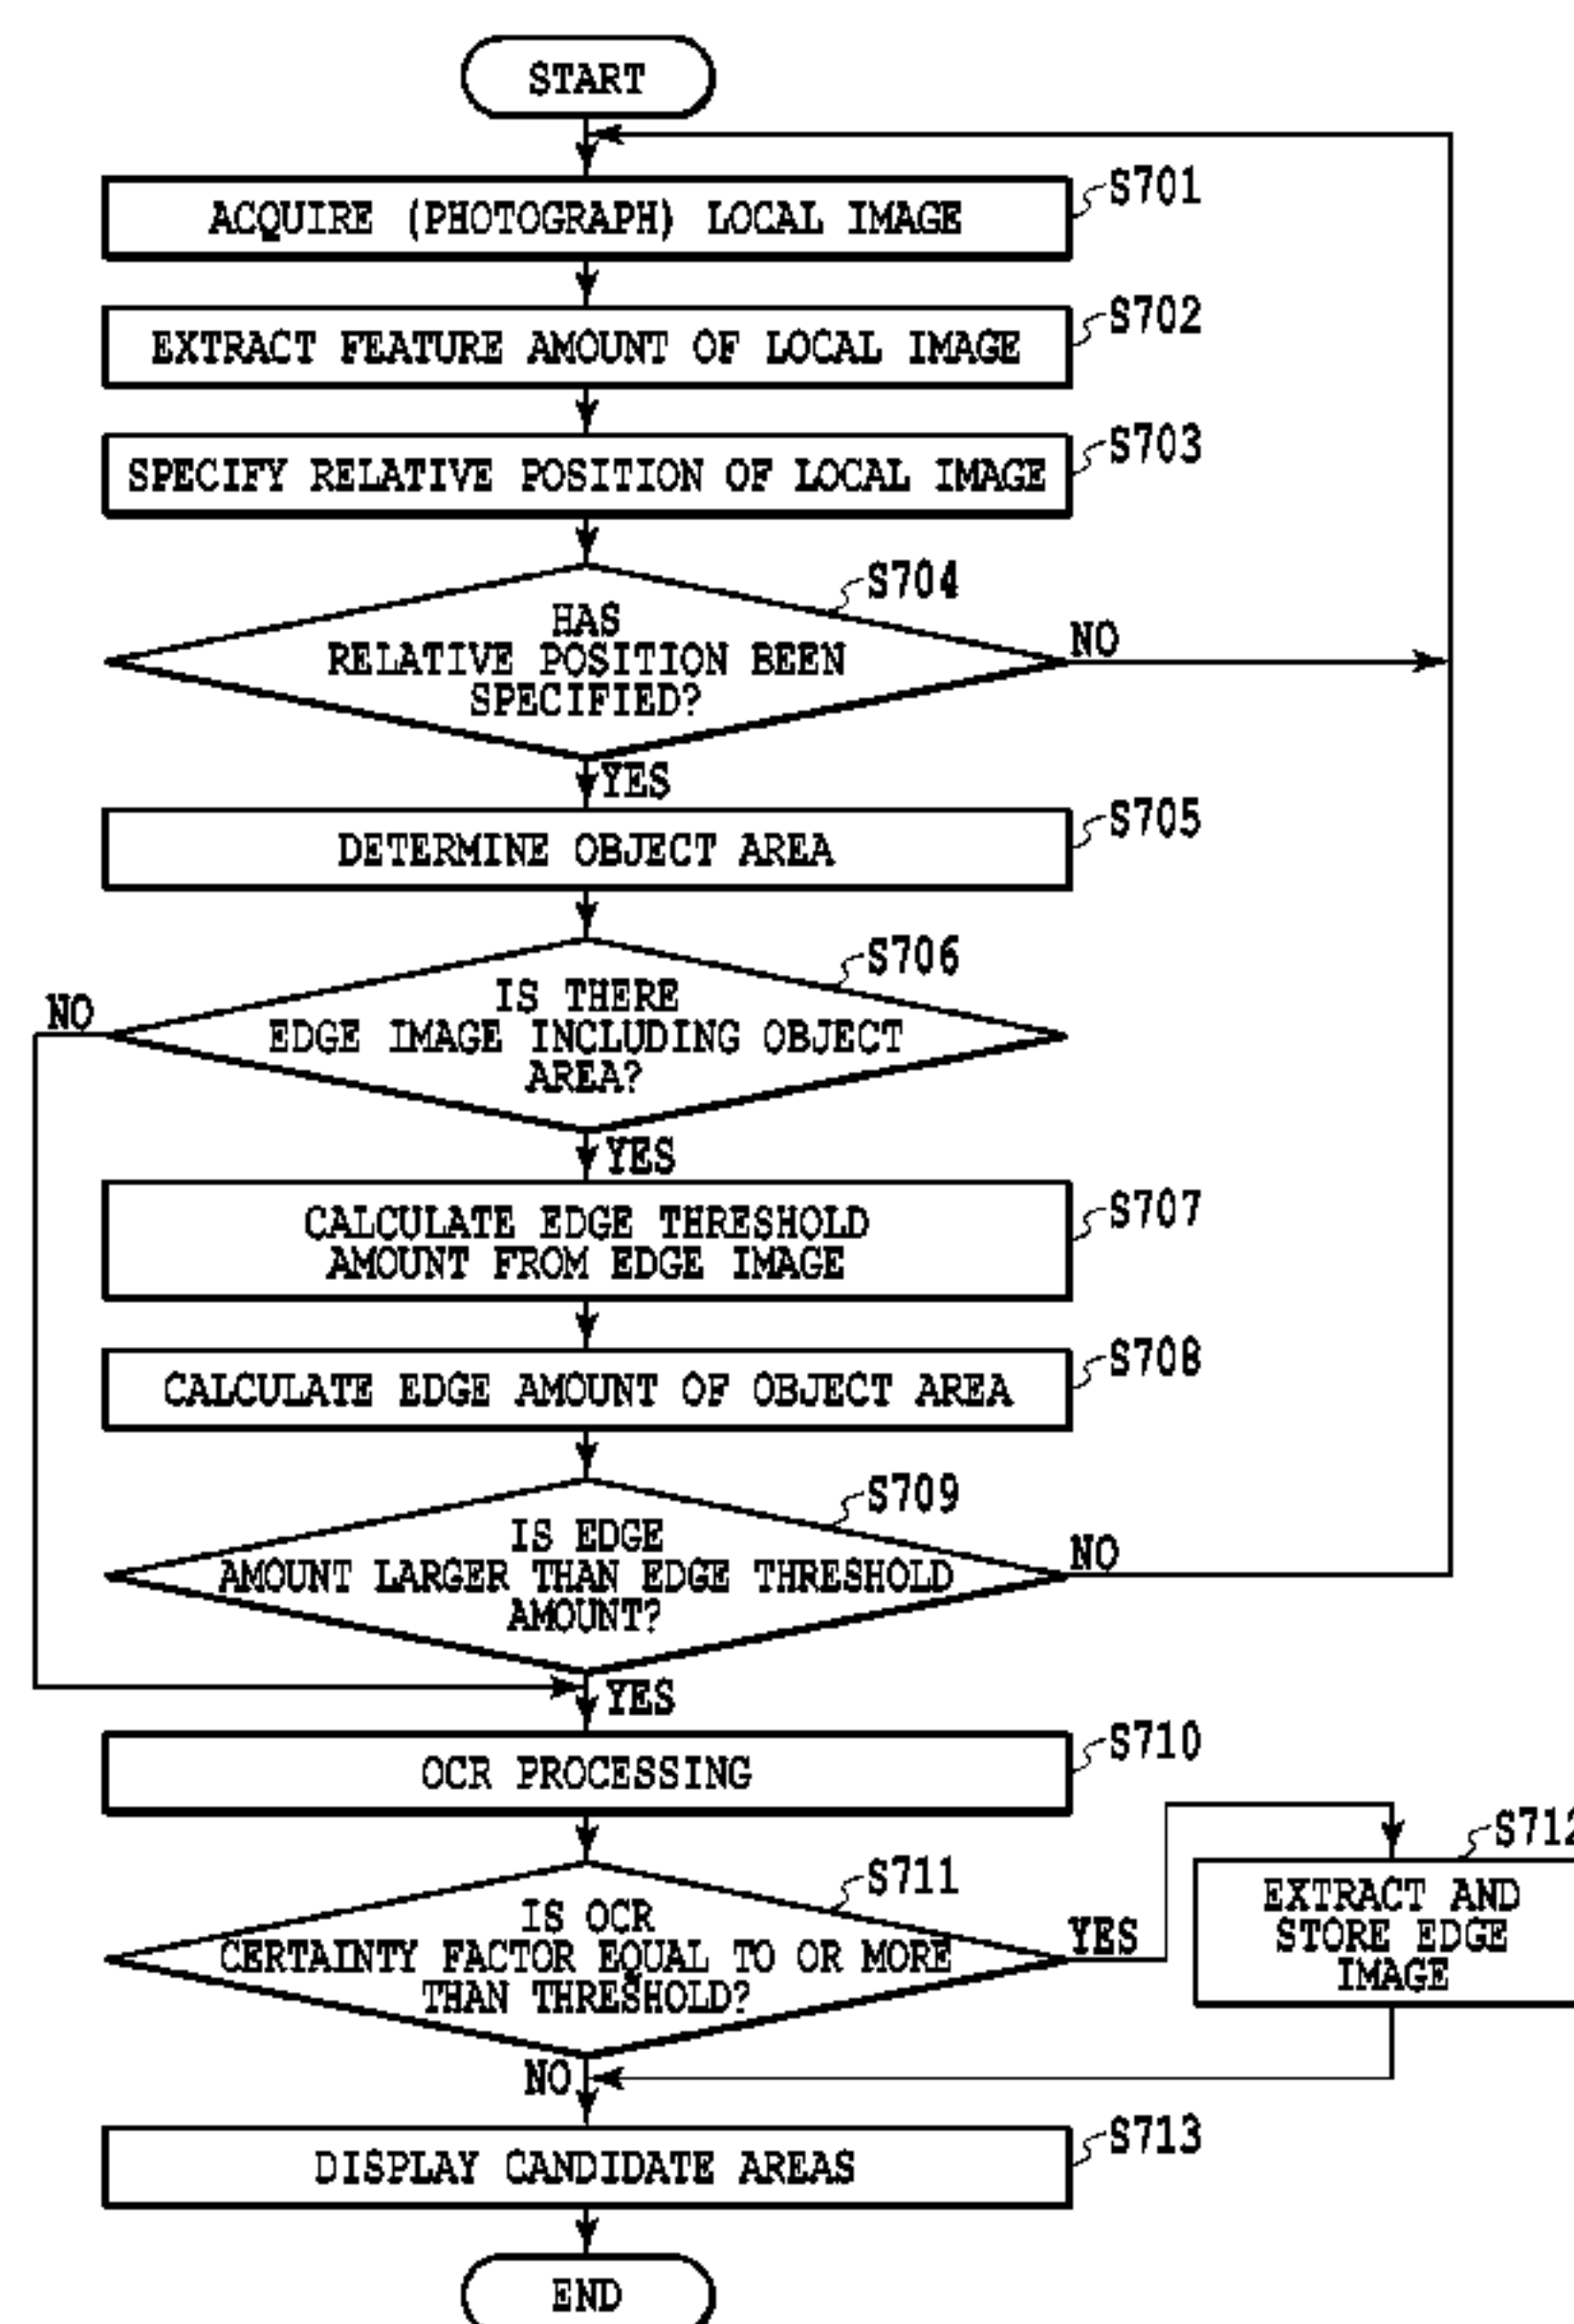 START
ACQUIRE (PHOTOGRAPH) LOCAL IMAGE
S701
EXTRACT FEATURE AMOUNT OF LOCAL IMAGE
S702
SPECIFY RELATIVE POSITION OF LOCAL IMAGE
S703
S704
HAS
RELATIVE POSITION BEEN
SPECIFIED?
NO
YES
DETERMINE OBJECT AREA
S705
S706
IS THERE
EDGE IMAGE INCLUDING OBJECT
AREA?
NO
YES
CALCULATE EDGE THRESHOLD
AMOUNT FROM EDGE IMAGE
S707
CALCULATE EDGE AMOUNT OF OBJECT AREA
S708
S709
IS EDGE
AMOUNT LARGER THAN EDGE THRESHOLD
AMOUNT?
NO
YES
OCR PROCESSING
S710
S711
IS OCR
CERTAINTY FACTOR EQUAL TO OR MORE
THAN THRESHOLD?
YES
S712
EXTRACT AND
STORE EDGE
IMAGE
NO
DISPLAY CANDIDATE AREAS
S713
END